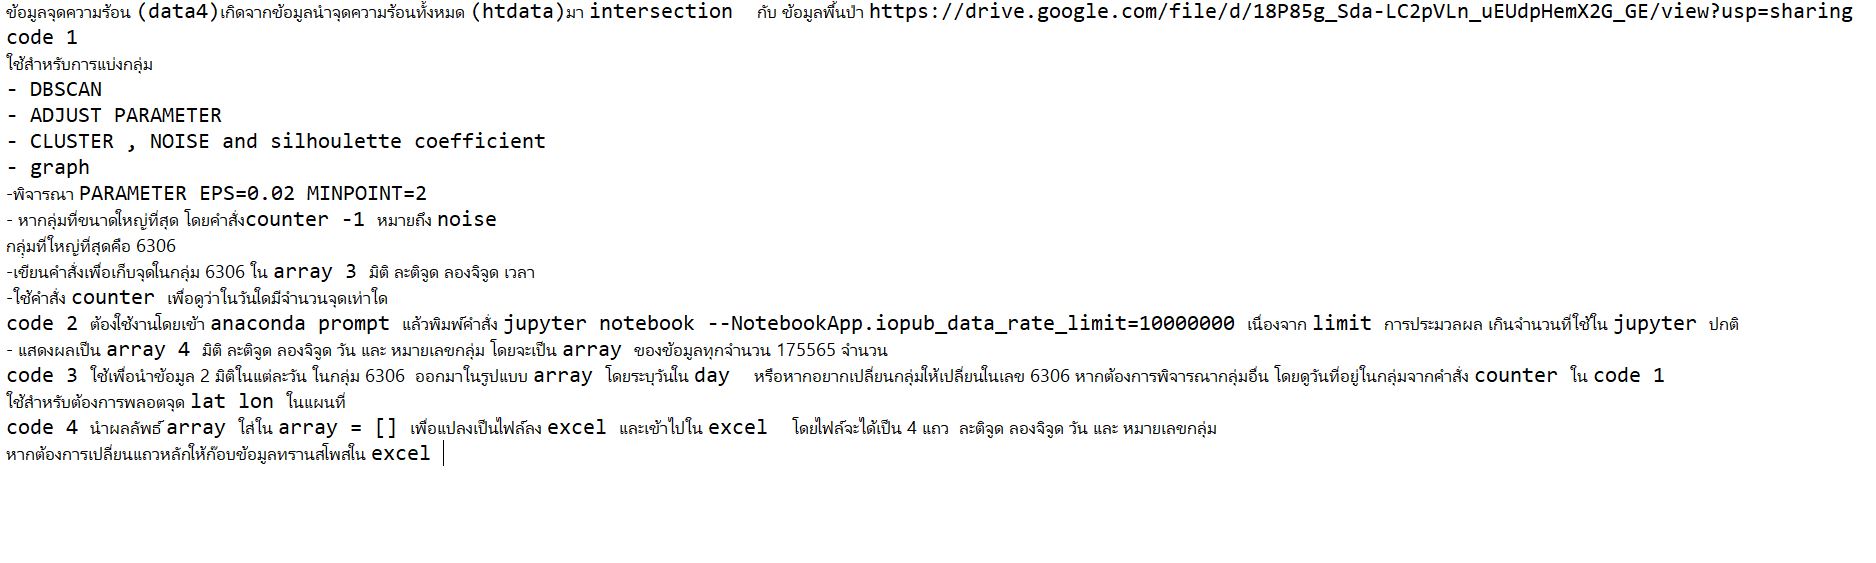 ข้อมูลจุดความร้อน (data4)เกิดจากข้อมูลนำจุดความร้อนทั้งหมด (htdata)มา intersection กับ ข้อมูลพื้นป่า https://drive.google.com/file/d/18P85g_Sda-LC2pVLn_uEUdpHemX2G_GE/view?usp=sharing
code 1
ใช้สำหรับการแบ่งกลุ่ม
- DBSCAN
- ADJUST PARAMETER
- CLUSTER , NOISE and silhoulette coefficient
- graph
-พิจารณา PARAMETER EPS=0.02 MINPOINT=2
- หากลุ่มที่ขนาดใหญ่ที่สุด โดยคำสั่งcounter -1 หมายถึง noise
กลุ่มที่ใหญ่ที่สุดคือ 6306
-เขียนคำสั่งเพื่อเก็บจุดในกลุ่ม 6306 ใน array 3 มิติ ละติจูด ลองจิจูด เวลา
-ใช้คำสั่ง counter เพื่อดูว่าในวันใดมีจำนวนจุดเท่าใด
code 2 ต้องใช้งานโดยเข้า anaconda prompt แล้วพิมพ์คำสั่ง jupyter notebook --NotebookApp.iopub_data_rate_limit=10000000 เนื่องจาก limit การประมวลผล เกินจำนวนที่ใช้ใน jupyter ปกติ
- แสดงผลเป็น array 4 มิติ ละติจูด ลองจิจูด วัน และ หมายเลขกลุ่ม โดยจะเป็น array ของข้อมูลทุกจำนวน 175565 จำนวน
code 3 ใช้เพื่อนำข้อมูล 2 มิติในแต่ละวัน ในกลุ่ม 6306 ออกมาในรูปแบบ array โดยระบุวันใน day หรือหากอยากเปลี่ยนกลุ่มให้เปลี่ยนในเลข 6306 หากต้องการพิจารณากลุ่มอื่น โดยดูวันที่อยู่ในกลุ่มจากคำสั่ง counter ใน code 1
ใช้สำหรับต้องการพลอตจุด lat lon ในแผนที่
code 4 นำผลลัพธ์ array ใส่ใน array = [] เพื่อแปลงเป็นไฟล์ลง excel และเข้าไปใน excel โดยไฟล์จะได้เป็น 4 แถว ละติจูด ลองจิจูด วัน และ หมายเลขกลุ่ม
หากต้องการเปลี่ยนแถวหลักให้ก๊อบข้อมูลทรานส์โพสใน excel